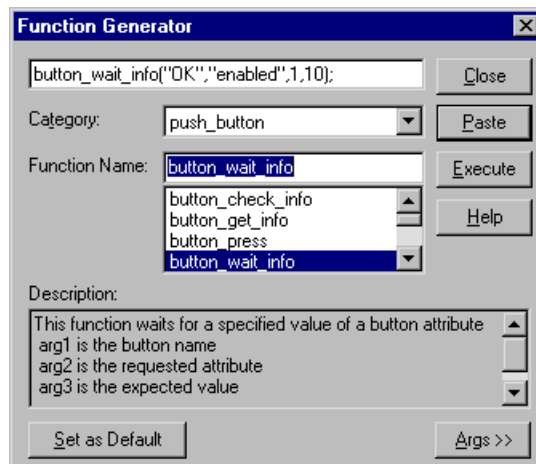 Function Generator
button_wait_info("OK","enabled",1,10);
Close
Category:
push_button
Paste
Function Name:
button_wait_info
Execute
button_check_info
button_get_info
button_press
button_wait_info
Help
Description:
This function waits for a specified value of a button attribute
arg1 is the button name
arg2 is the requested attribute
arg3 is the expected value
Set as Default
Args >>